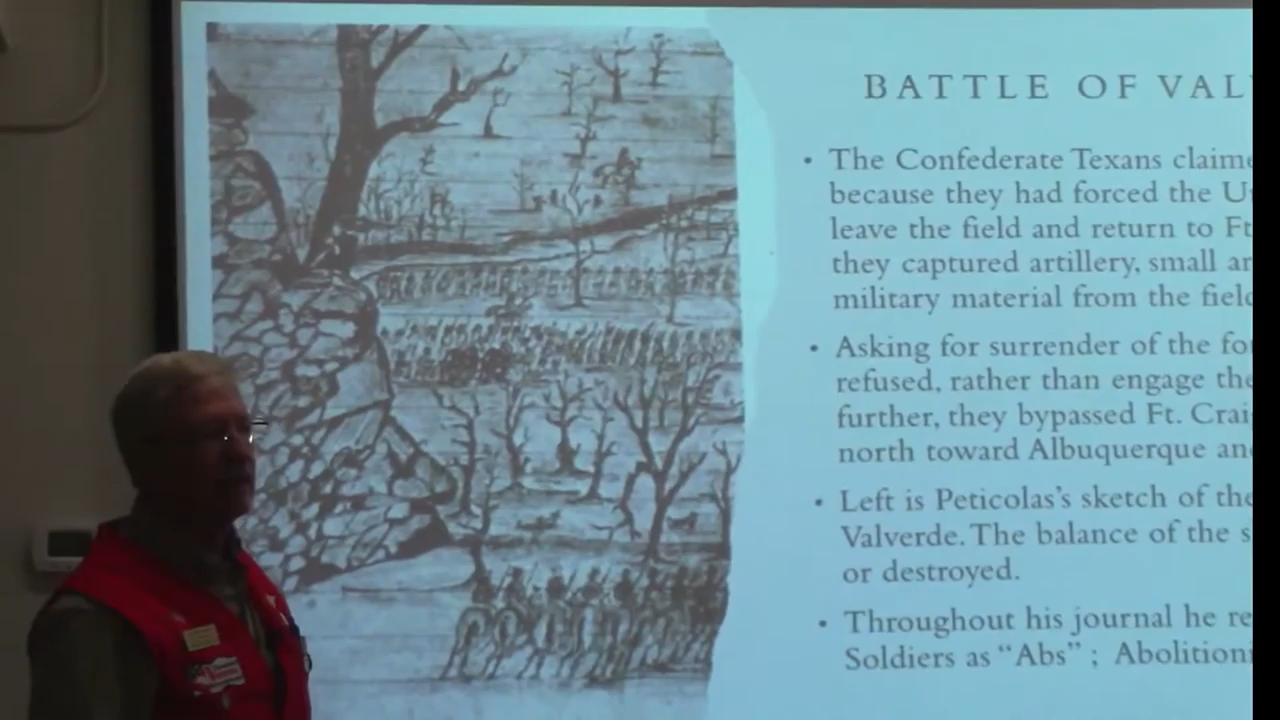 BATTLE OF VAL
• The Confederate Texans claime
because they had forced the U
leave the field and return to Ft
they captured artillery, small ar
military material from the field
• Asking for surrender of the fo
refused, rather than engage the
further, they bypassed Ft. Crai
north toward Albuquerque an
• Left is Peticolas's sketch of the
Valverde. The balance of the s
or destroyed.
• Throughout his journal he re
Soldiers as "Abs" ; Abolitioni